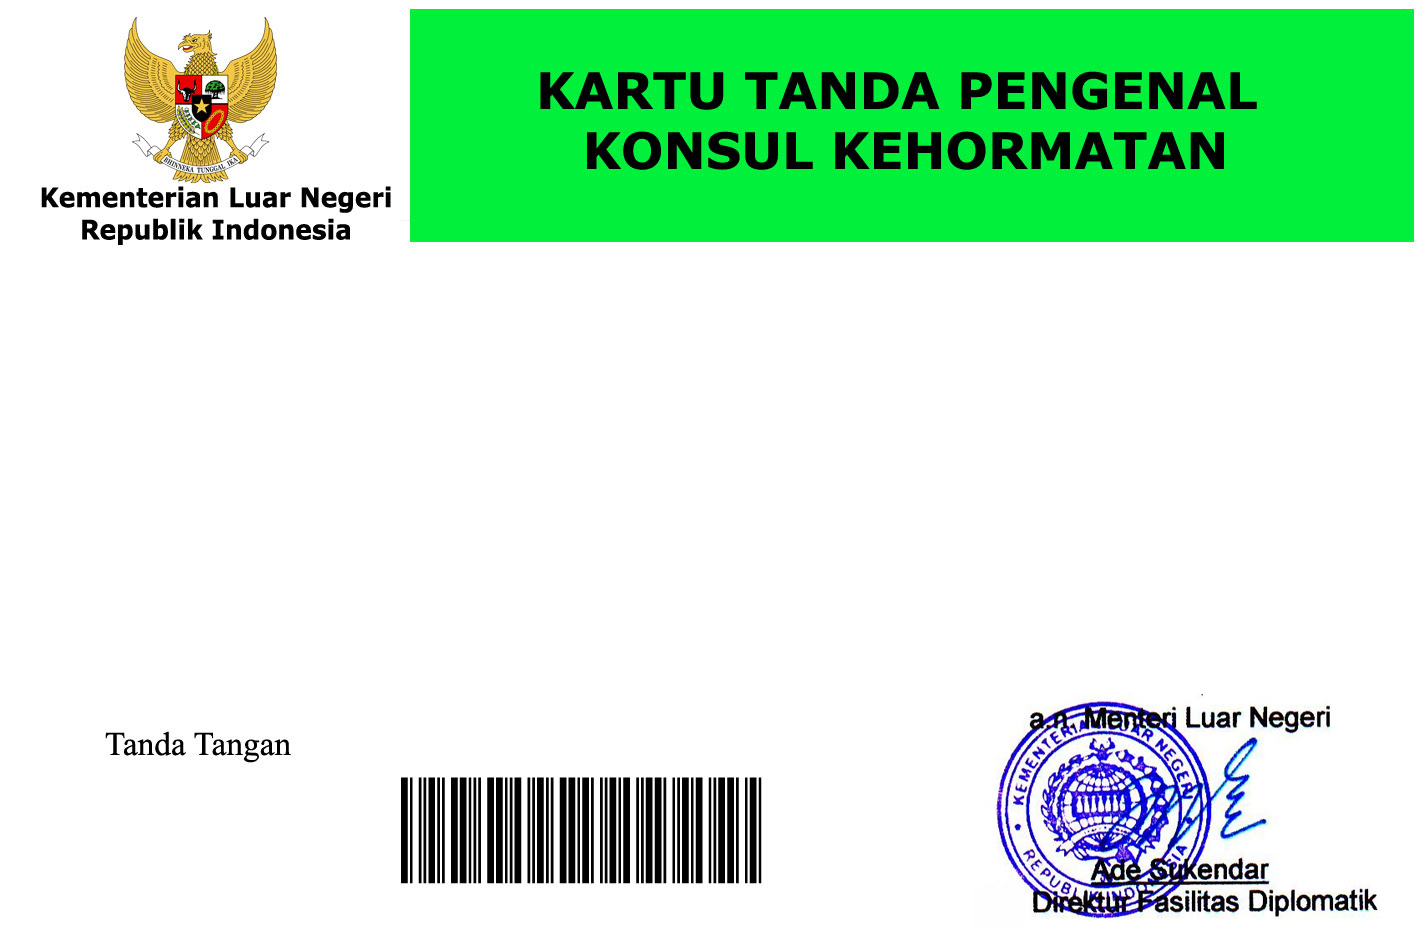 BHINNEKA TUNGGAL IKA
Kementerian Luar Negeri
Republik Indonesia
KARTU TANDA PENGENAL
KONSUL KEHORMATAN
Tanda Tangan
a.n. Menteri Luar Negeri
KEMENTERIAN LUAR NEGERI
REPUBLIK INDONESIA
Ade Sukendar
Direktur Fasilitas Diplomatik